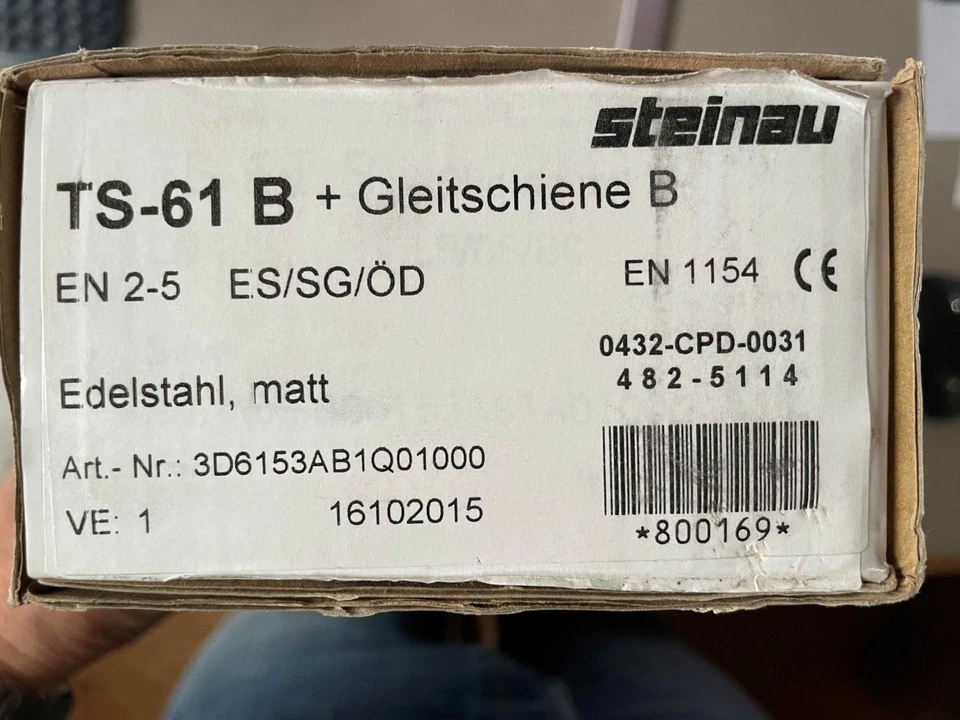 steinau
TS-61 B + Gleitschiene B
EN 2-5 ES/SG/ÖD EN 1154 CE
0432-CPD-0031
482-5114
Edelstahl, matt
Art.- Nr.: 3D6153AB1Q01000
VE: 1 16102015
*800169*